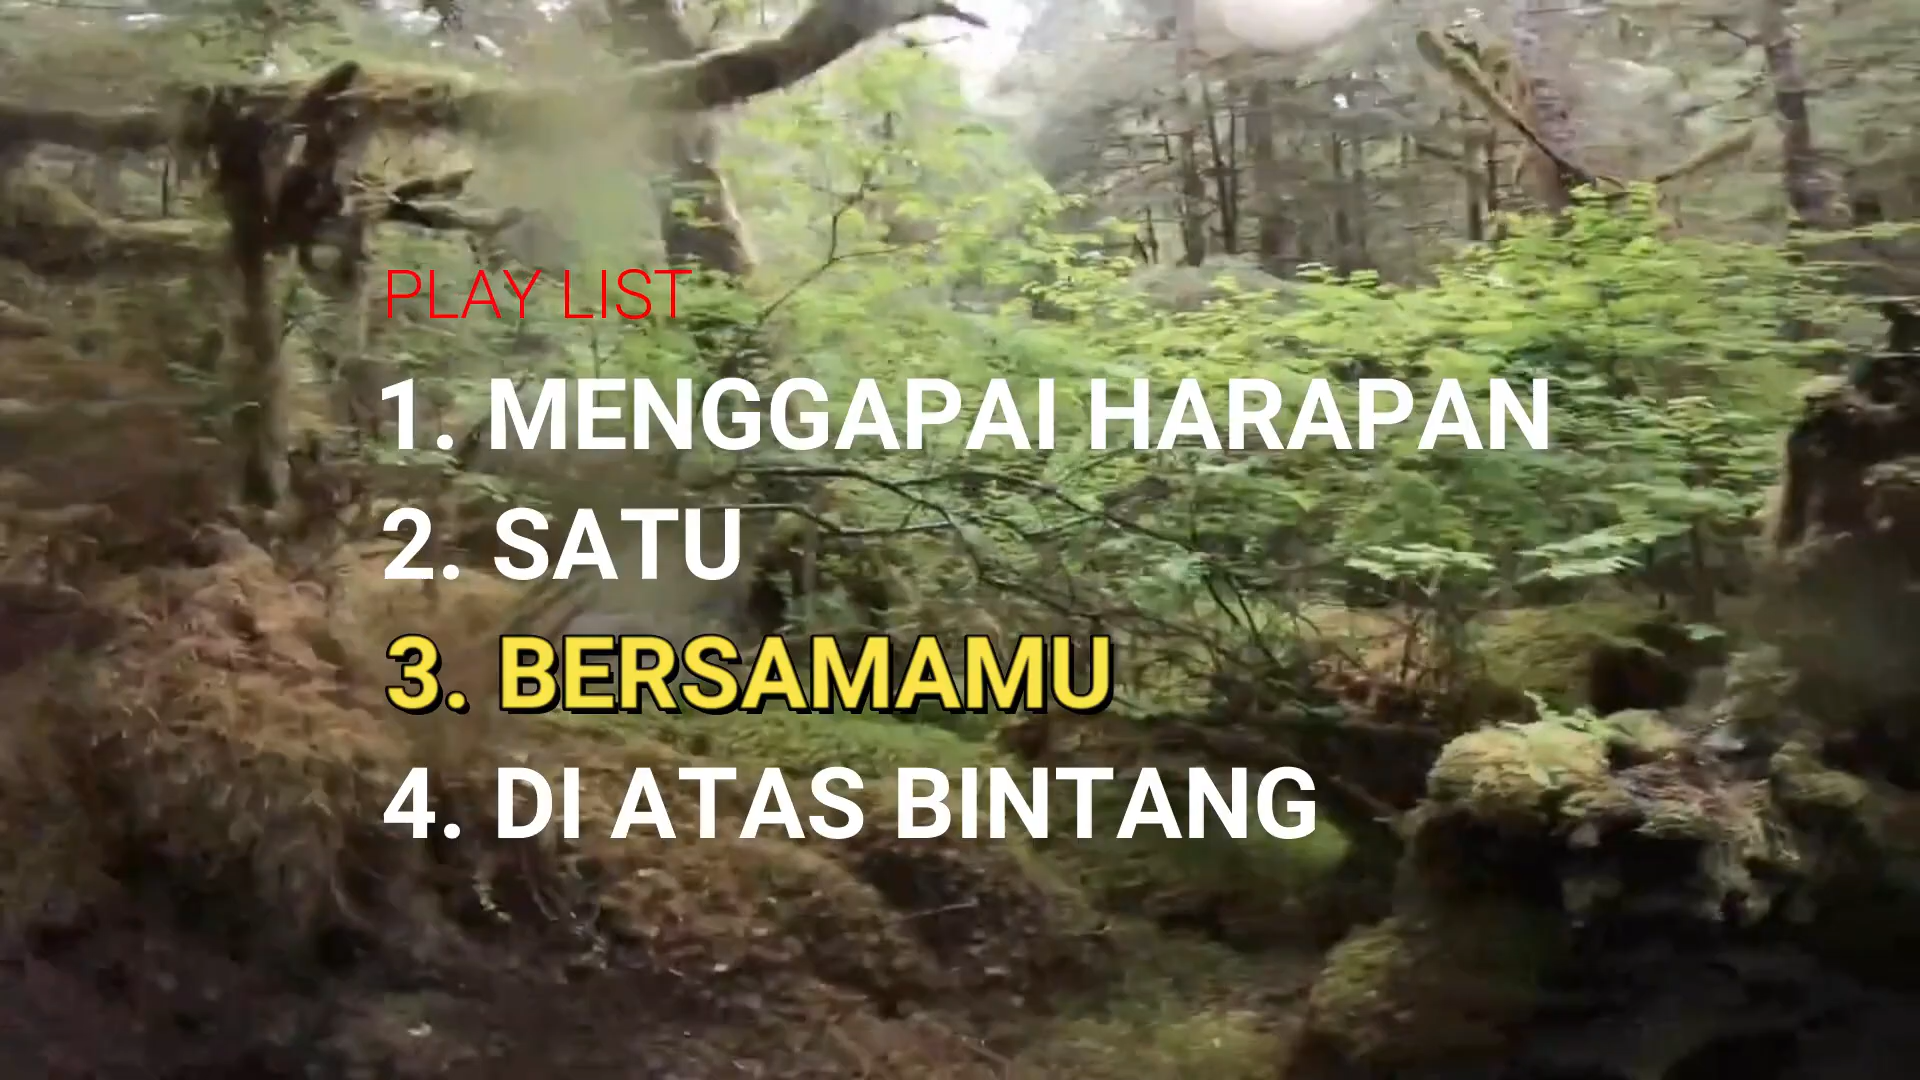 PLAY LIST
1. MENGGAPAI HARAPAN
2. SATU
3. BERSAMAMU
4. DI ATAS BINTANG